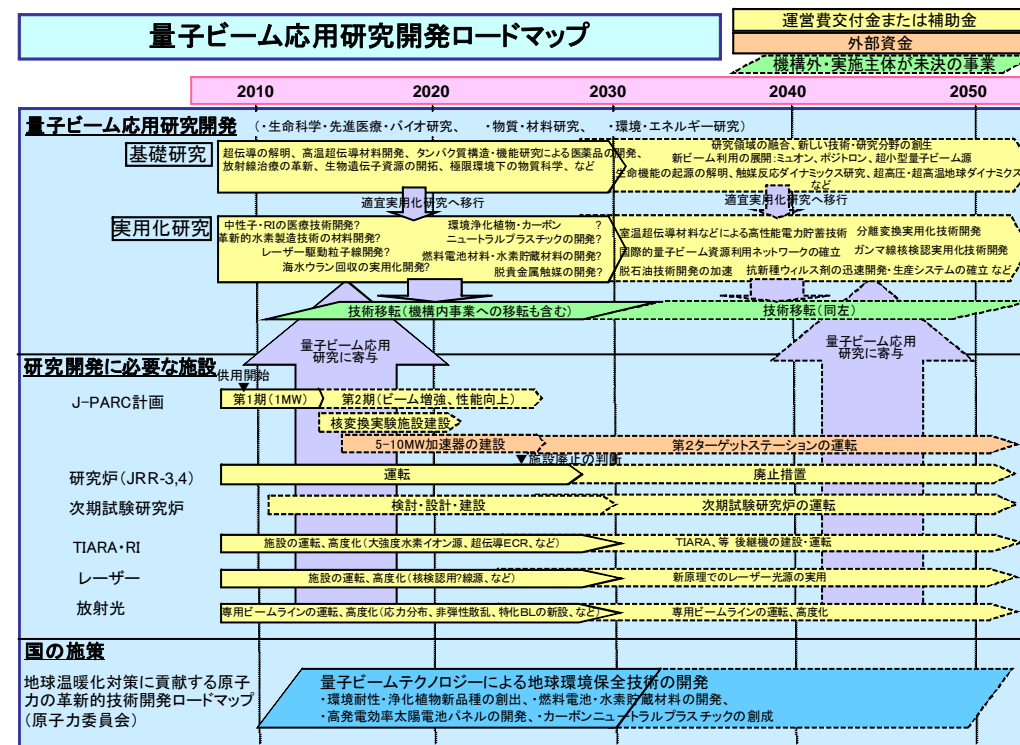 量子ビーム応用研究開発ロードマップ
運営費交付金または補助金
外部資金
機構外・実施主体が未決の事業
2010
2020
2030
2040
2050
量子ビーム応用研究開発 (・生命科学・先進医療・バイオ研究、 ・物質・材料研究、 ・環境・エネルギー研究)
基礎研究
超伝導の解明、高温超伝導材料開発、タンパク質構造・機能研究による医薬品の開発、
放射線治療の革新、生物遺伝子資源の開拓、極限環境下の物質科学、など
研究領域の融合、新しい技術・研究分野の創生
新ビーム利用の展開:ミュオン、ポジトロン、超小型量子ビーム源
生命機能の起源の解明、触媒反応ダイナミックス研究、超高圧・超高温地球ダイナミクス
など
適宜実用化研究へ移行
適宜実用化研究へ移行
実用化研究
中性子・RIの医療技術開発?
革新的水素製造技術の材料開発?
レーザー駆動粒子線開発?
海水ウラン回収の実用化開発?
環境浄化植物・カーボン ?
ニュートラルプラスチックの開発?
燃料電池材料・水素貯蔵材料の開発?
脱貴金属触媒の開発?
室温超伝導材料などによる高性能電力貯蓄技術 分離変換実用化技術開発
国際的量子ビーム資源利用ネットワークの確立 ガンマ線核検認実用化技術開発
脱石油技術開発の加速 抗新種ウィルス剤の迅速開発・生産システムの確立 など
技術移転(機構内事業への移転も含む)
技術移転(同左)
量子ビーム応用
研究に寄与
量子ビーム応用
研究に寄与
研究開発に必要な施設
供用開始
▼
J-PARC計画
第1期(1MW)
第2期(ビーム増強、性能向上)
核変換実験施設建設
5-10MW加速器の建設
第2ターゲットステーションの運転
▼施設廃止の判断
研究炉(JRR-3,4)
運転
廃止措置
次期試験研究炉
検討・設計・建設
次期試験研究炉の運転
TIARA・RI
施設の運転、高度化(大強度水素イオン源、超伝導ECR、など)
TIARA、等 後継機の建設・運転
レーザー
施設の運転、高度化(核検認用?線源、など)
新原理でのレーザー光源の実用
放射光
専用ビームラインの運転、高度化(応力分布、非弾性散乱、特化BLの新設、など)
専用ビームラインの運転、高度化
国の施策
地球温暖化対策に貢献する原子
力の革新的技術開発ロードマップ
(原子力委員会)
量子ビームテクノロジーによる地球環境保全技術の開発
・環境耐性・浄化植物新品種の創出、・燃料電池・水素貯蔵材料の開発、
・高発電効率太陽電池パネルの開発、・カーボンニュートラルプラスチックの創成